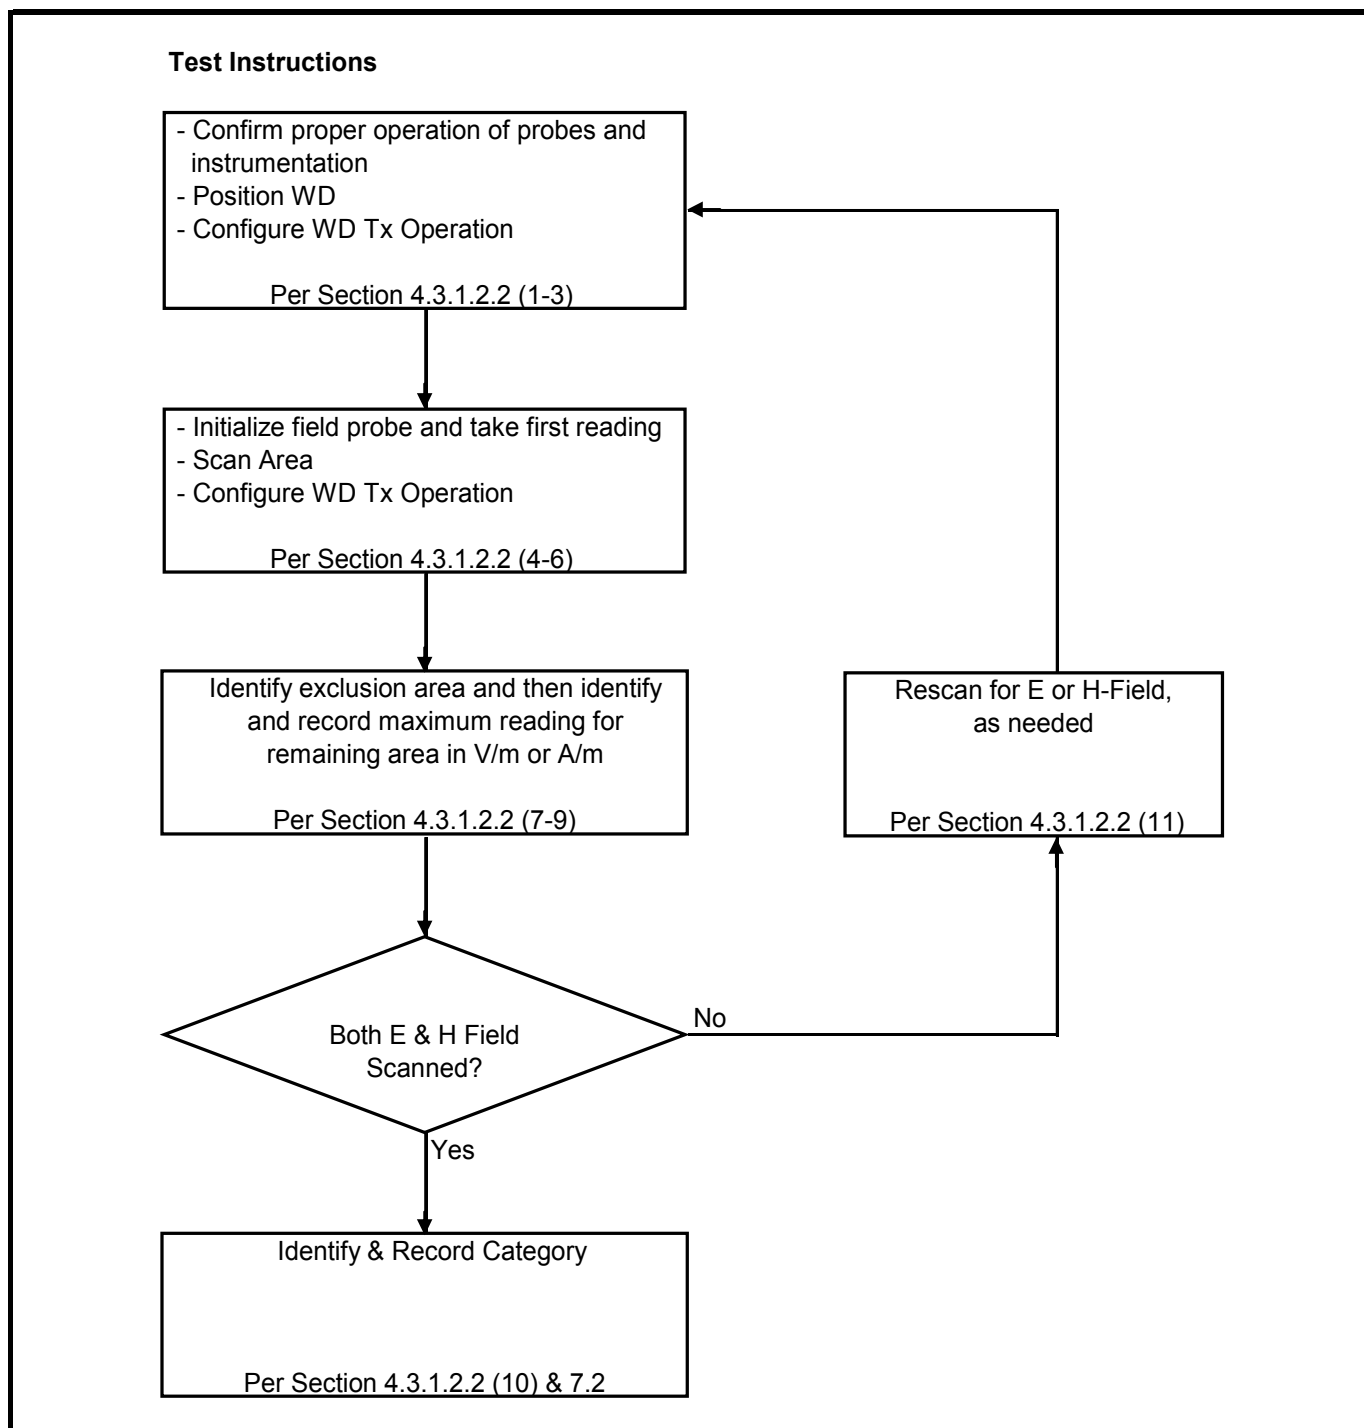 Test Instructions
- Confirm proper operation of probes and
instrumentation
- Position WD
- Configure WD Tx Operation
Per Section 4.3.1.2.2 (1-3)
- Initialize field probe and take first reading
- Scan Area
- Configure WD Tx Operation
Per Section 4.3.1.2.2 (4-6)
Identify exclusion area and then identify
and record maximum reading for
remaining area in V/m or A/m
Per Section 4.3.1.2.2 (7-9)
Rescan for E or H-Field,
as needed
Per Section 4.3.1.2.2 (11)
Both E & H Field
Scanned?
No
Yes
Identify & Record Category
Per Section 4.3.1.2.2 (10) & 7.2